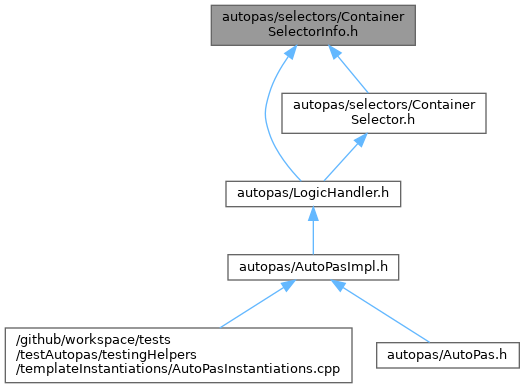 autopas/selectors/Container
SelectorInfo.h
autopas/selectors/Container
Selector.h
autopas/LogicHandler.h
autopas/AutoPasImpl.h
/github/workspace/tests
/testAutopas/testingHelpers
/templateInstantiations/AutoPasInstantiations.cpp
autopas/AutoPas.h